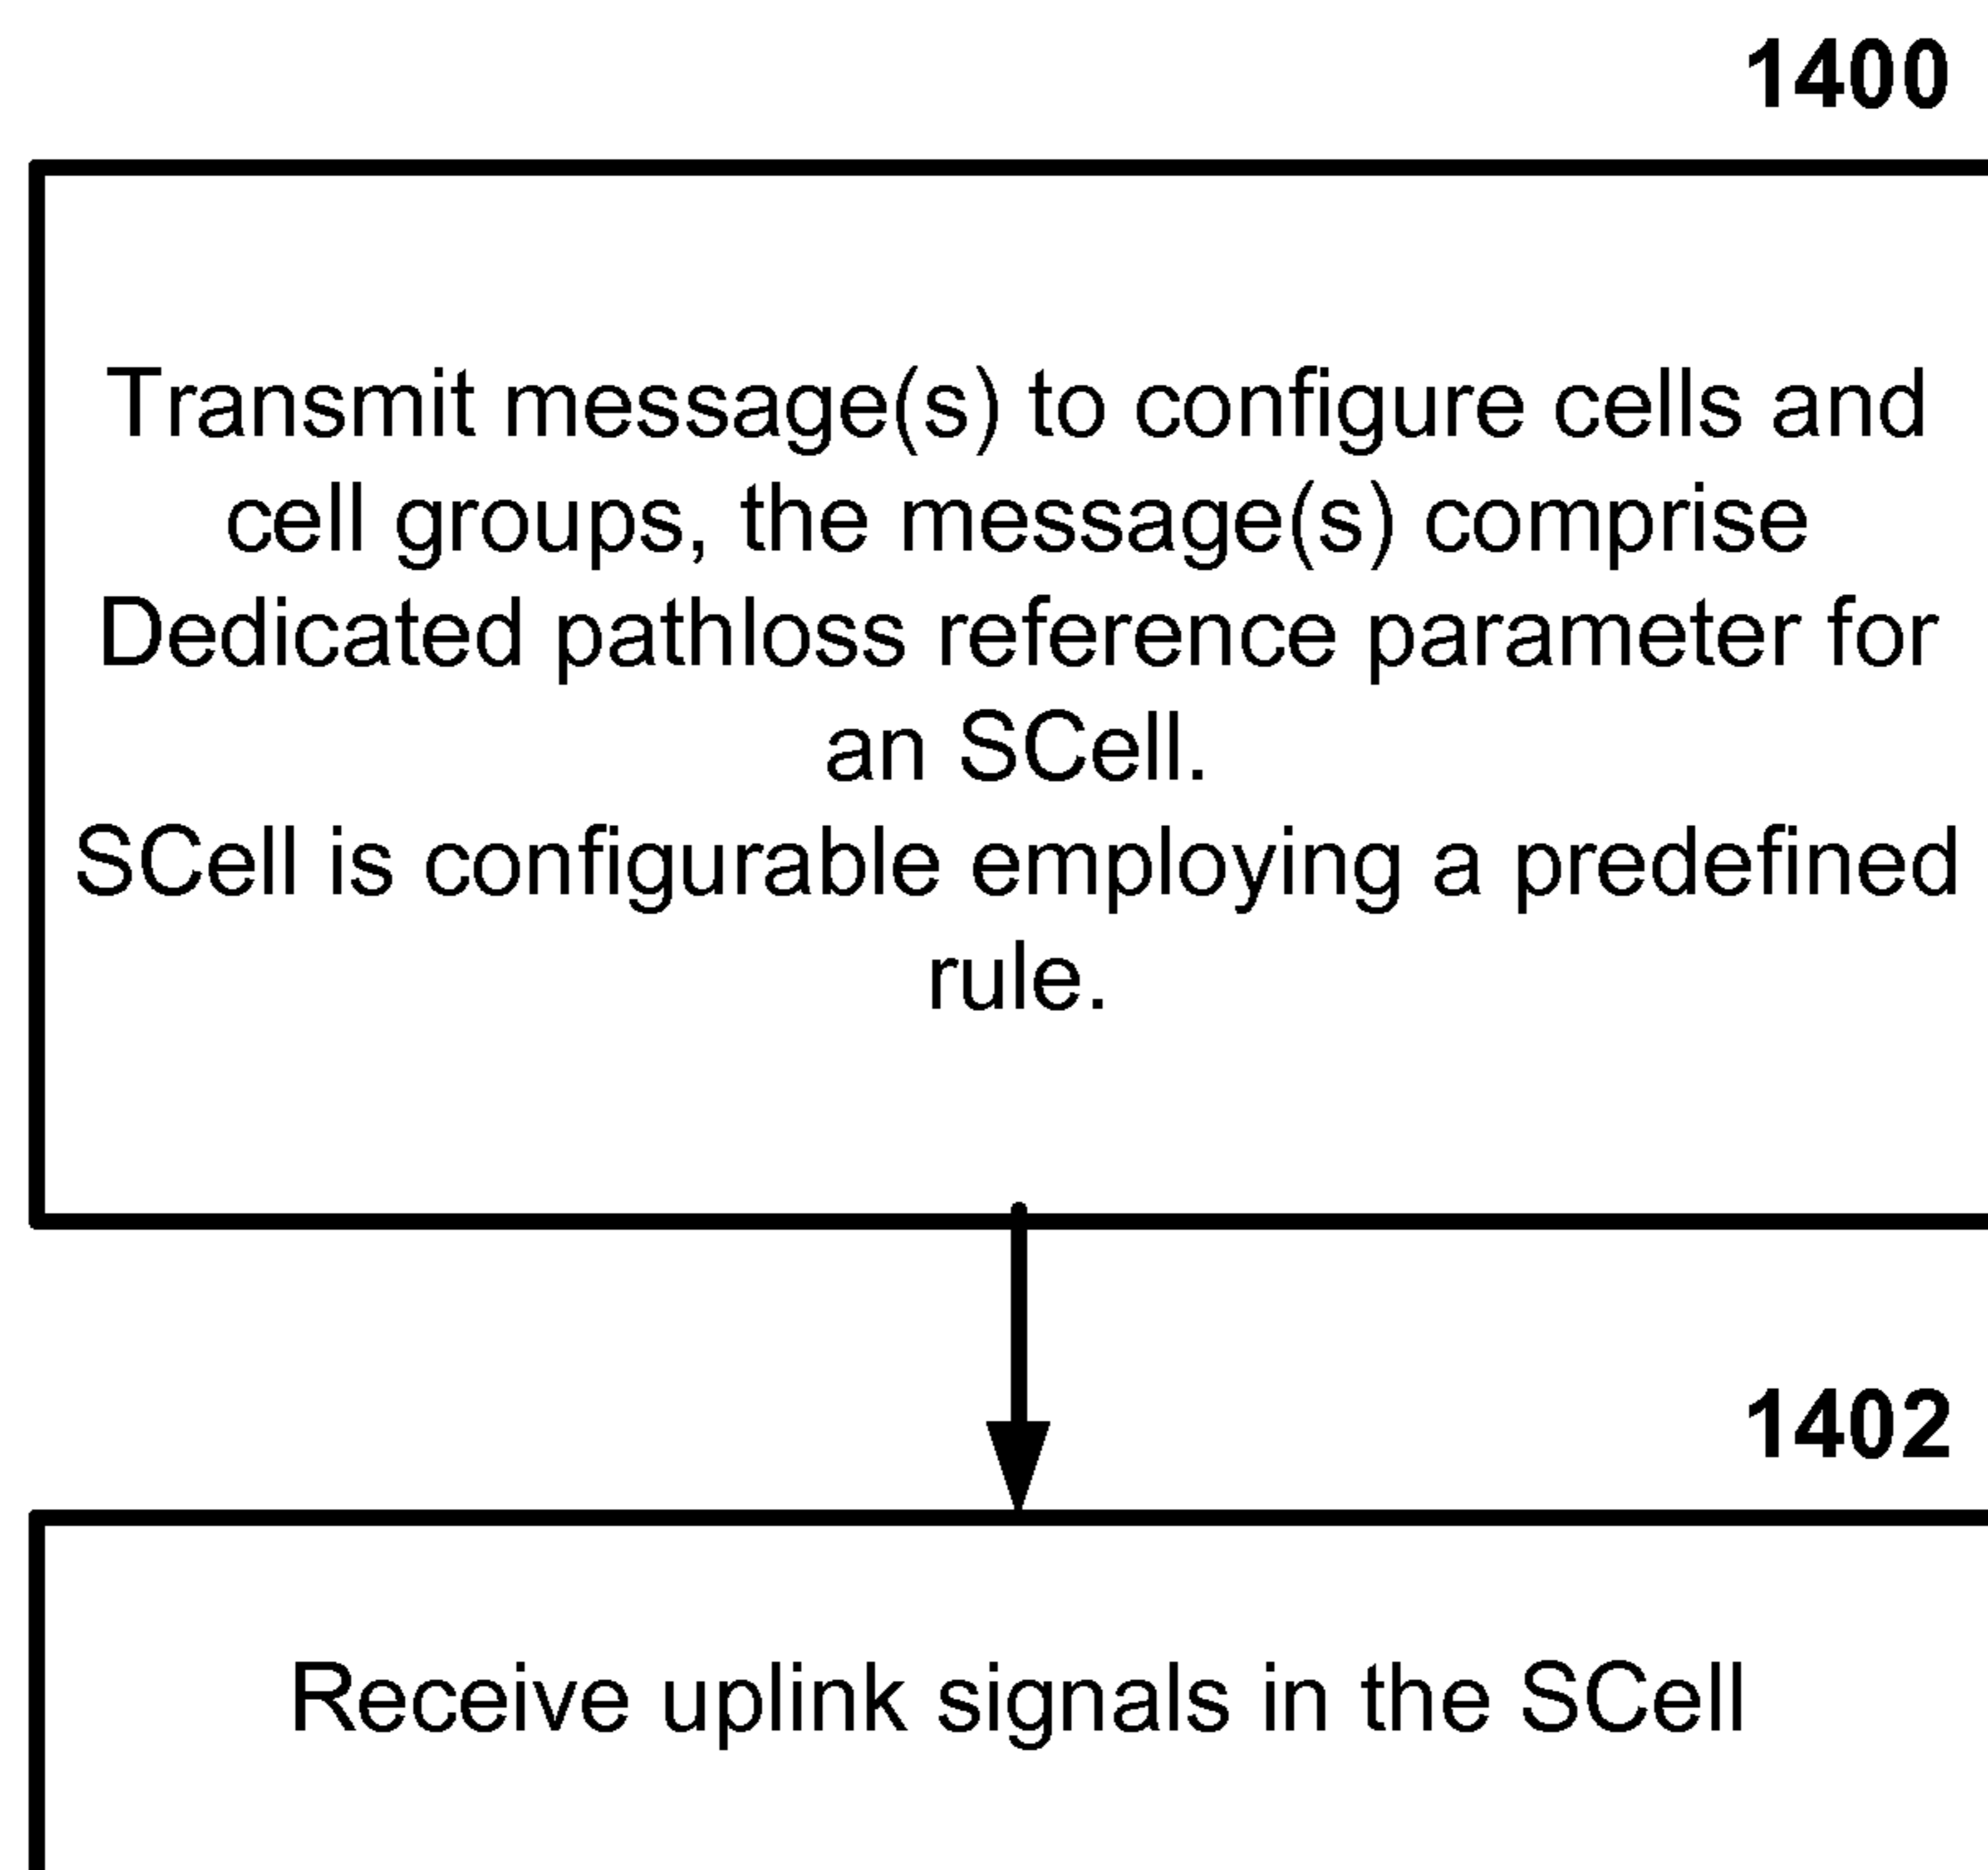 1400
Transmit message(s) to configure cells and
cell groups, the message(s) comprise
Dedicated pathloss reference parameter for
an SCell.
SCell is configurable employing a predefined
rule.
1402
Receive uplink signals in the SCell